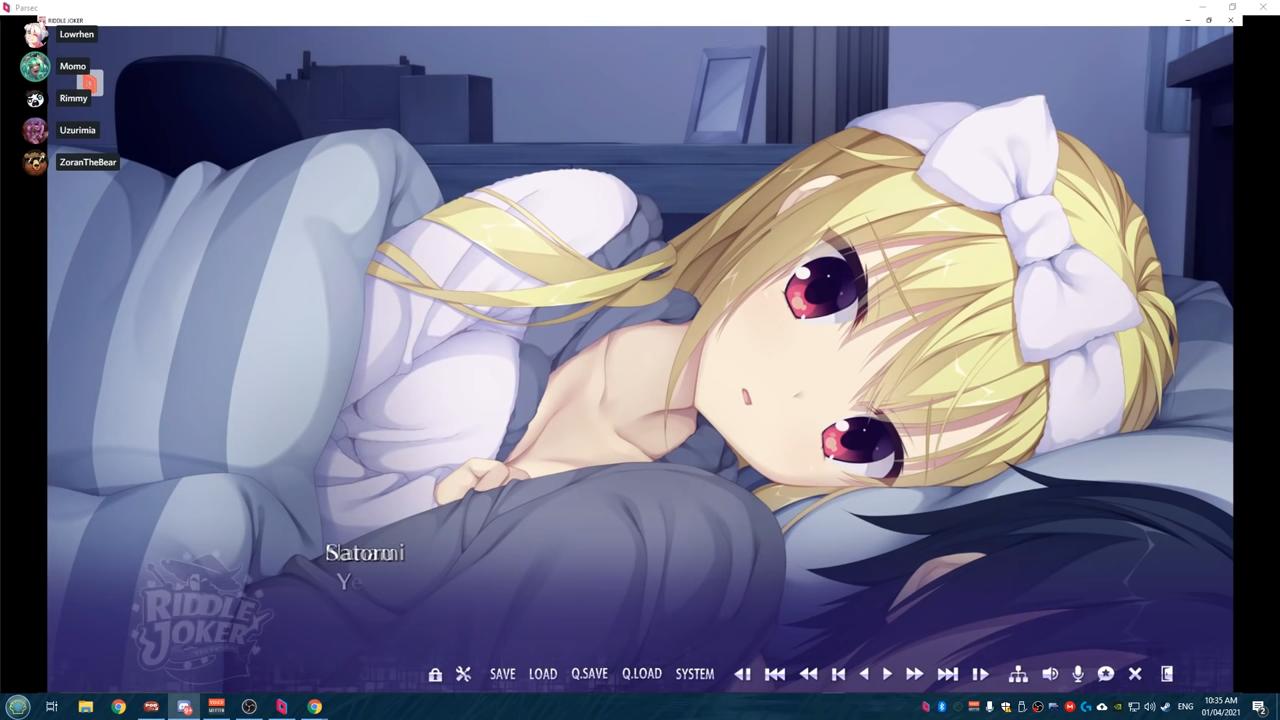 Parsec
RIDDLE JOKER
Lowrhen
Momo
Rimmy
Uzurimia
ZoranTheBear
Ye
RIDDLE
JOKER
SAVE LOAD Q.SAVE Q.LOAD SYSTEM
ENG
10:35 AM
01/04/2021